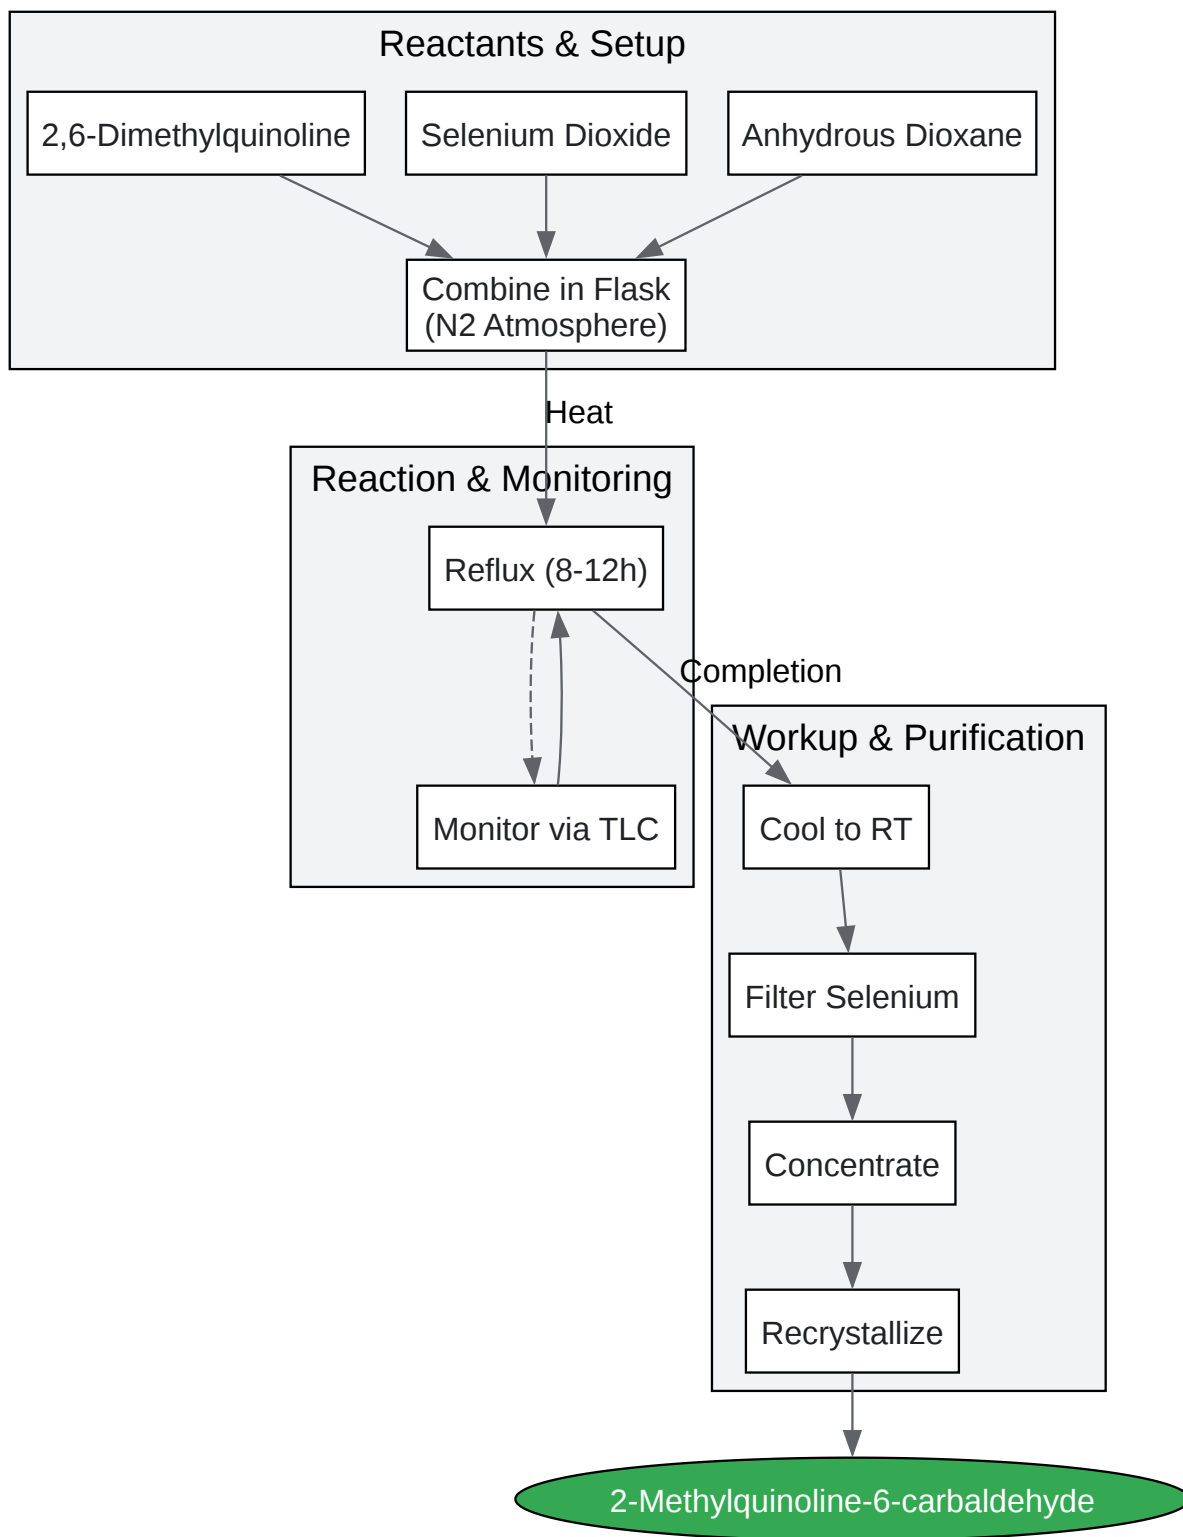 Reactants & Setup
2,6-Dimethylquinoline
Selenium Dioxide
Anhydrous Dioxane
Combine in Flask
(N2 Atmosphere)
Heat
Reaction & Monitoring
Reflux (8-12h)
Completion
Workup & Purification
Monitor via TLC
Cool to RT
Filter Selenium
Concentrate
Recrystallize
2-Methylquinoline-6-carbaldehyde